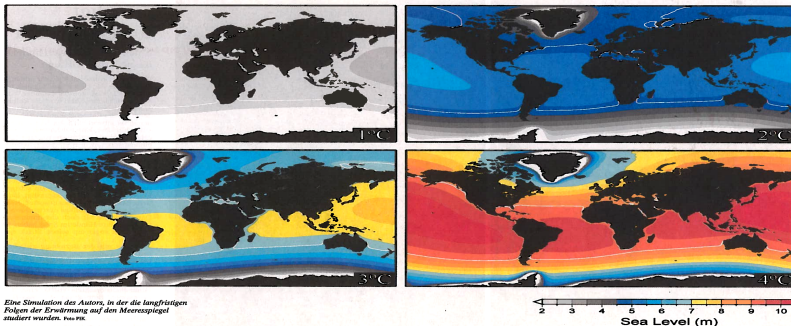 1°C
2°C
3°C
4°C
Eine Simulation des Autors, in der die langfristigen
Folgen der Erwärmung auf den Meeresspiegel
studiert wurden. Foto PIK
2 3 4 5 6 7 8 9 10
Sea Level (m)